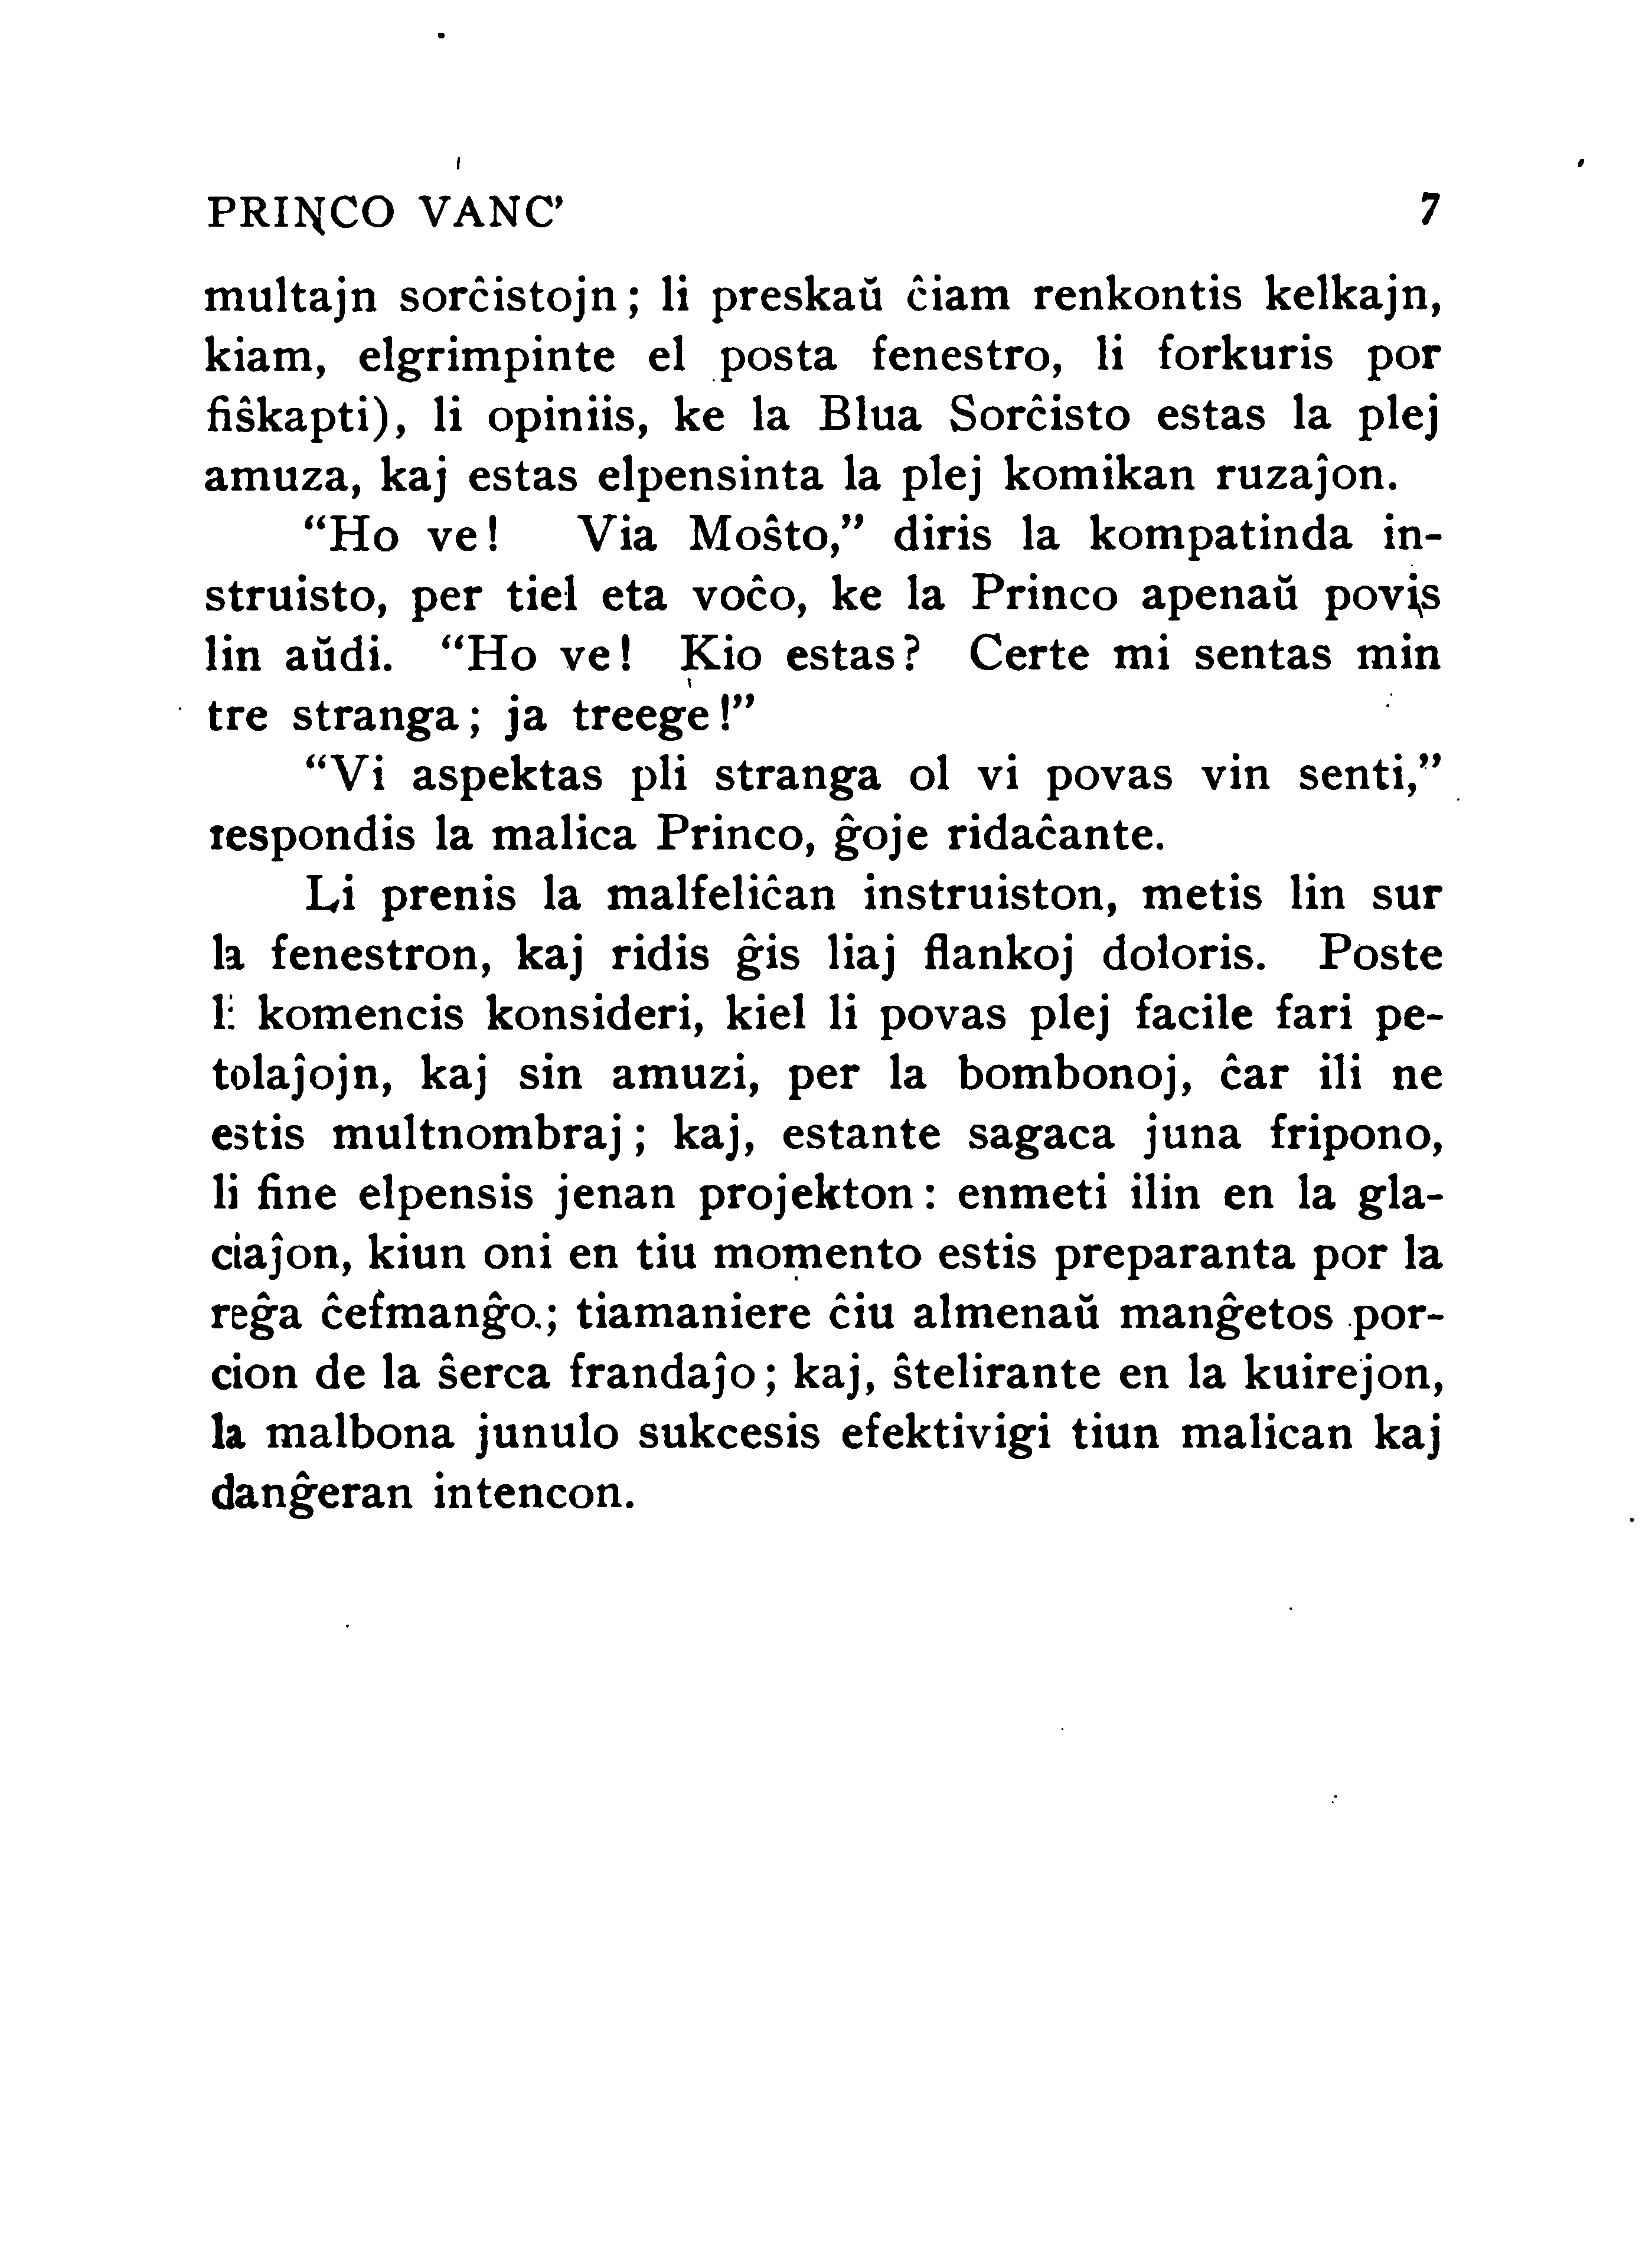 PRINCO VANC’ 7
multajn sorĉistojn; li preskaŭ ĉiam renkontis kelkajn,
kiam, elgrimpinte el posta fenestro, li forkuris por
fiŝkapti), li opiniis, ke la Blua Sorĉisto estas la plej
amuza, kaj estas elpensinta la plej komikan ruzaĵon.
“Ho ve! Via Moŝto,” diris la kompatinda in-
struisto, per tiel eta voĉo, ke la Princo apenaŭ povis
lin aŭdi. “Ho ve! Kio estas? Certe mi sentas min
tre stranga; ja treege!”
“Vi aspektas pli stranga ol vi povas vin senti,”
respondis la malica Princo, ĝoje ridaĉante.
Li prenis la malfeliĉan instruiston, metis lin sur
la fenestron, kaj ridis ĝis liaj flankoj doloris. Poste
li komencis konsideri, kiel li povas plej facile fari pe-
tolaĵojn, kaj sin amuzi, per la bombonoj, ĉar ili ne
estis multnombraj; kaj, estante sagaca juna fripono,
li fine elpensis jenan projekton: enmeti ilin en la gla-
ciaĵon, kiun oni en tiu momento estis preparanta por la
reĝa ĉefmanĝo.; tiamaniere ĉiu almenaŭ manĝetos por-
cion de la ŝerca frandaĵo; kaj, ŝtelirante en la kuirejon,
la malbona junulo sukcesis efektivigi tiun malican kaj
danĝeran intencon.